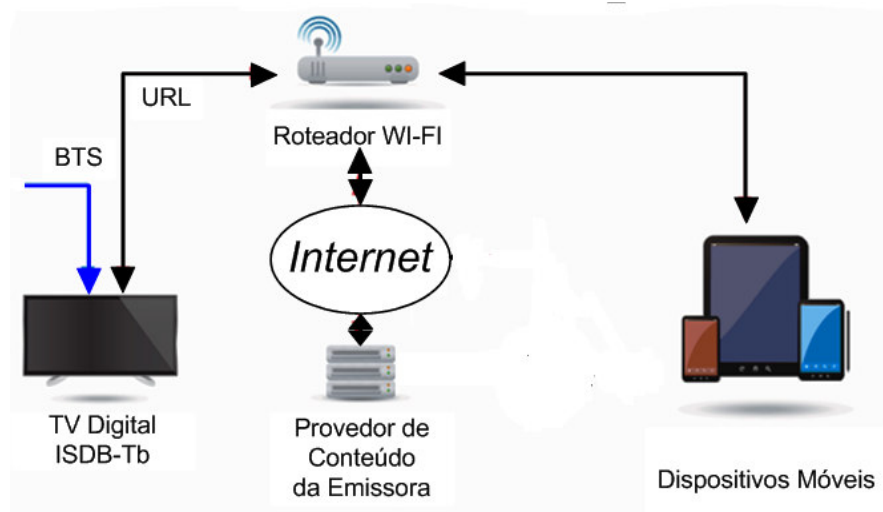 URL
Roteador WI-FI
BTS
Internet
TV Digital
ISDB-Tb
Provedor de
Conteúdo
da Emissora
Dispositivos Móveis